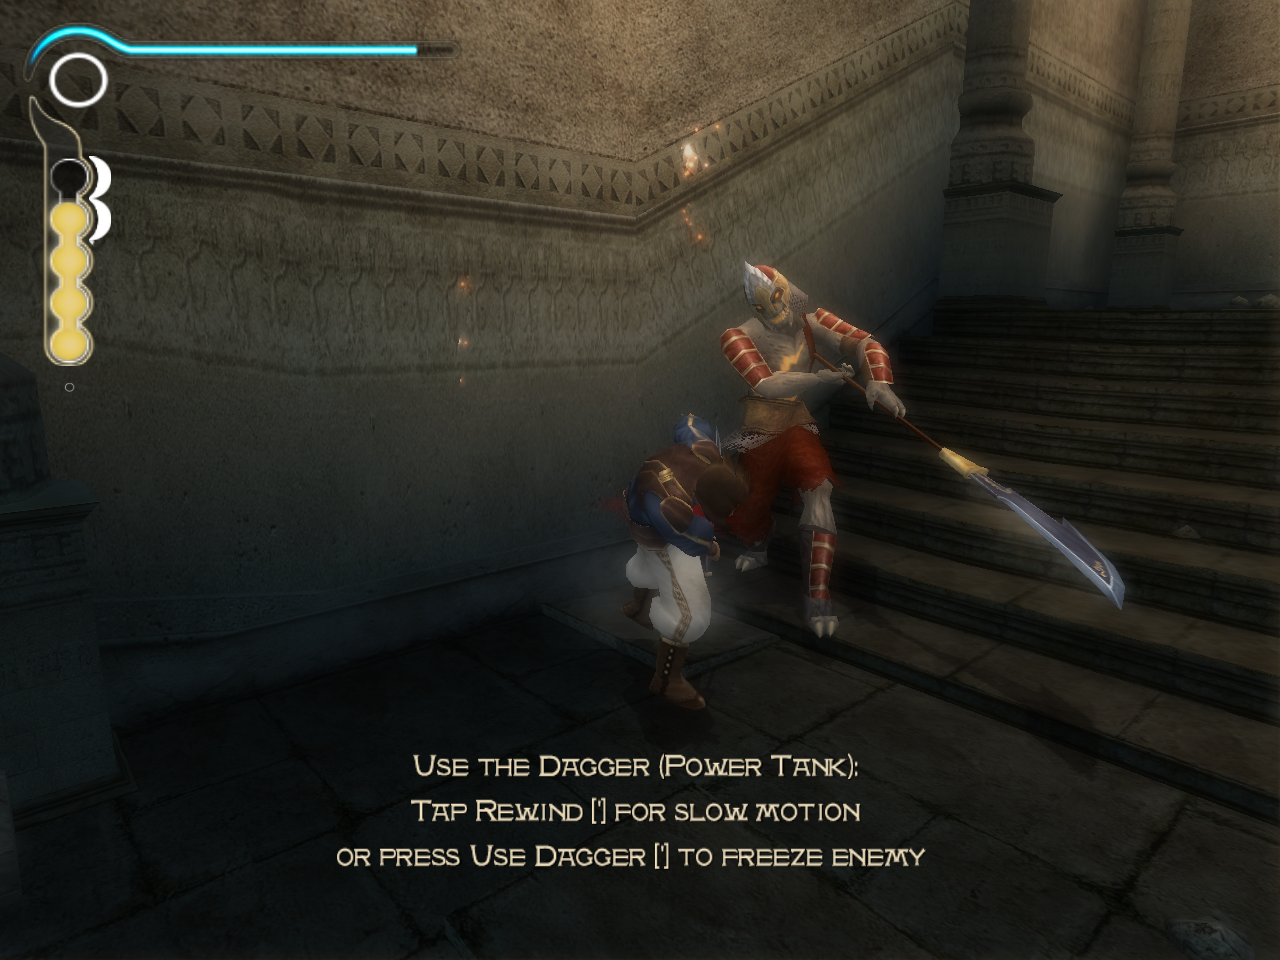 Use the Dagger (Power Tank):
Tap Rewind ['] for slow motion
or press Use Dagger ['] to freeze enemy